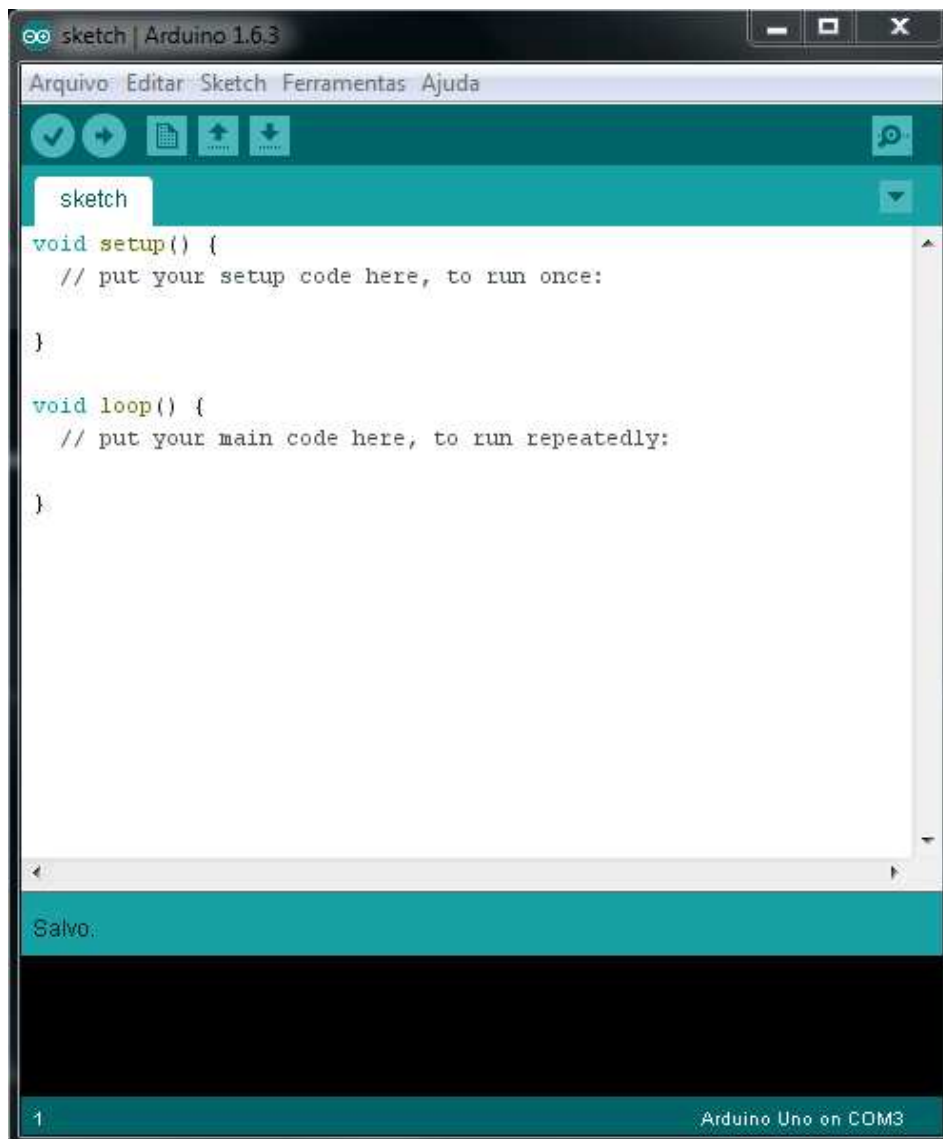 sketch | Arduino 1.6.3
Arquivo Editar Sketch Ferramentas Ajuda
sketch
void setup() {
  // put your setup code here, to run once:
}
void loop() {
  // put your main code here, to run repeatedly:
}
Salvo.
1 Arduino Uno on COM3